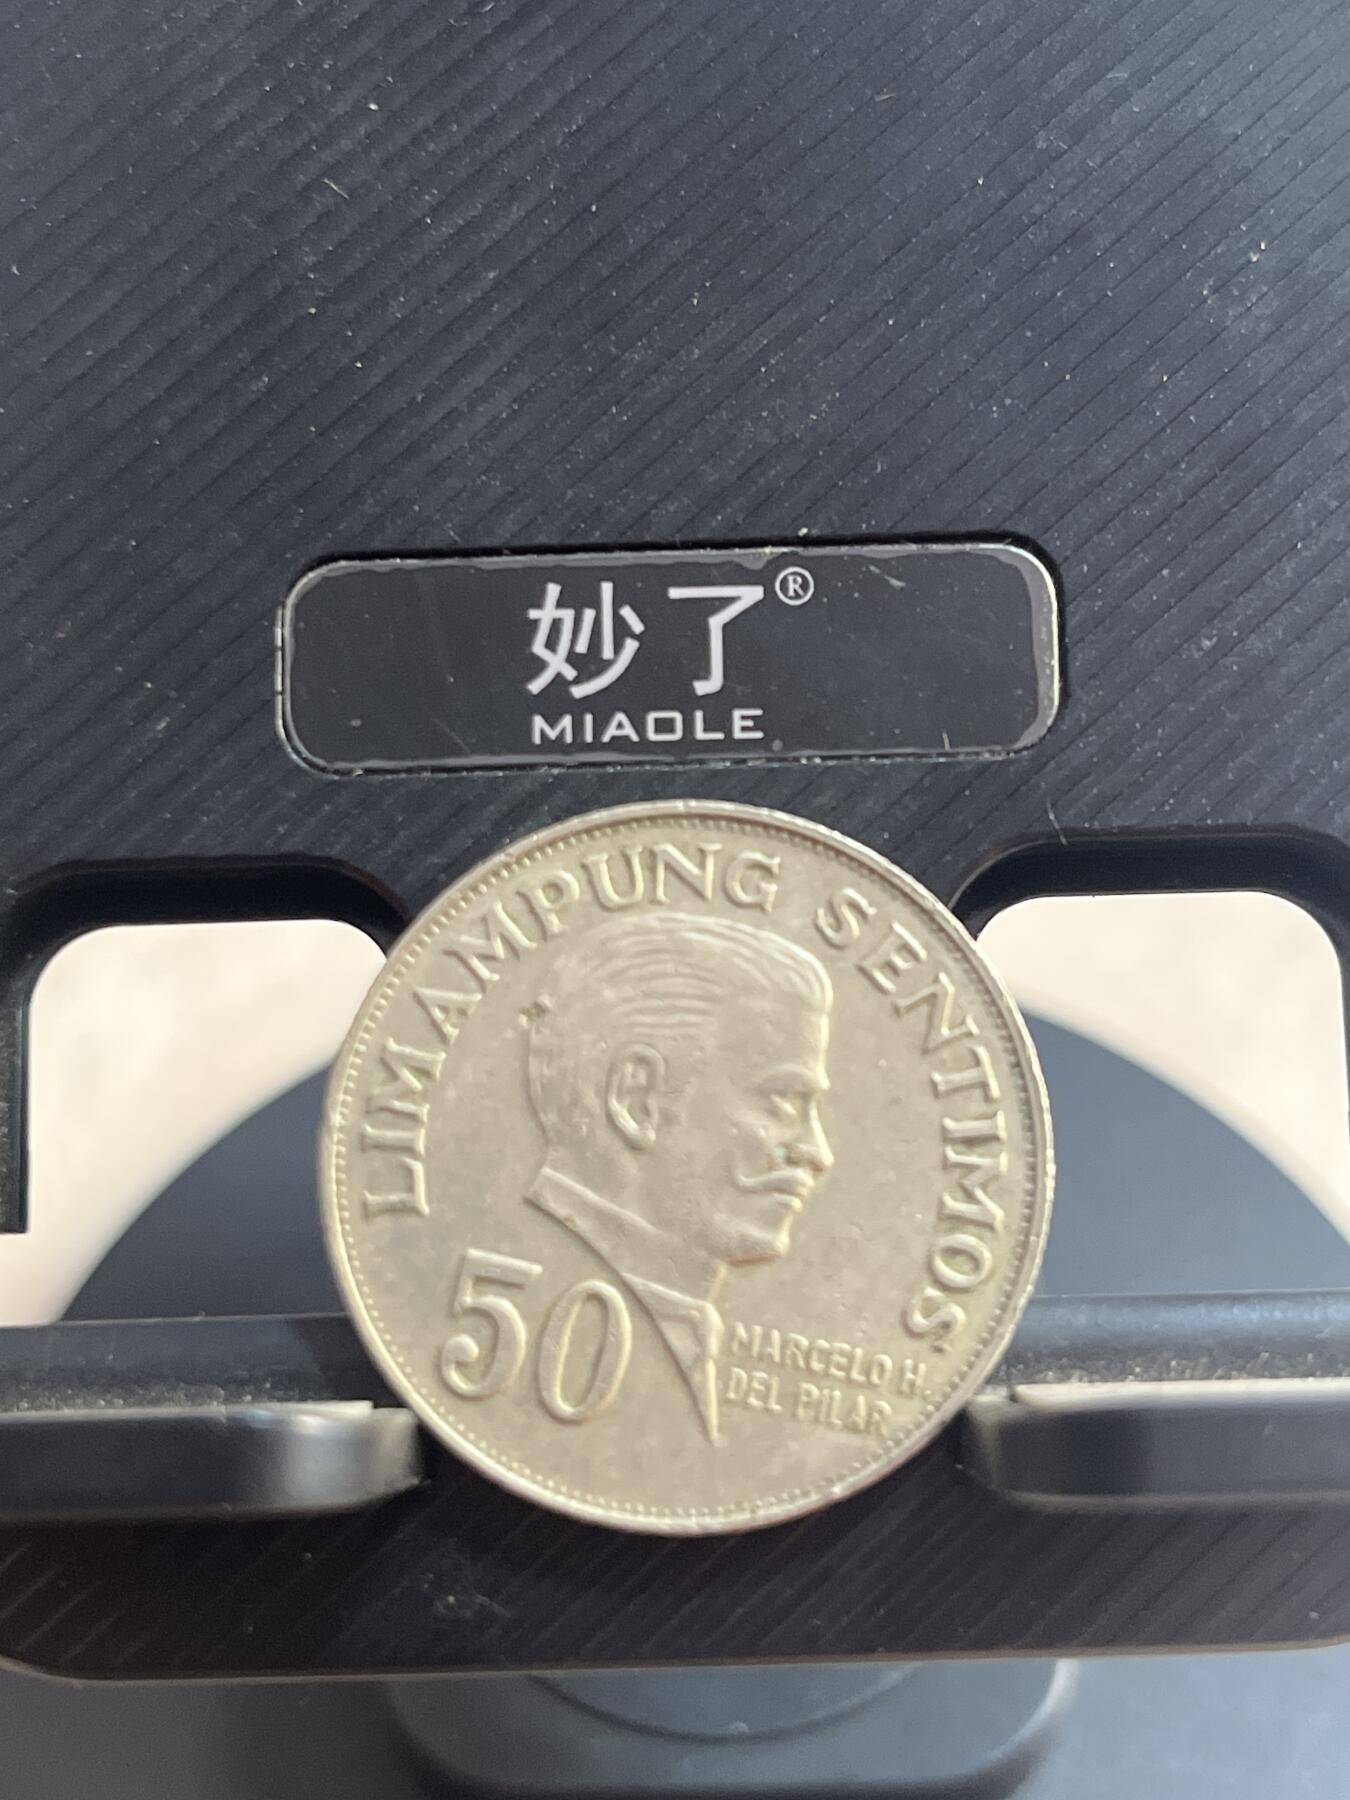 妙了®
MIAOLE
LIMAMPUNG SENTIMOS
50
MARCELO H.
DEL PILAR